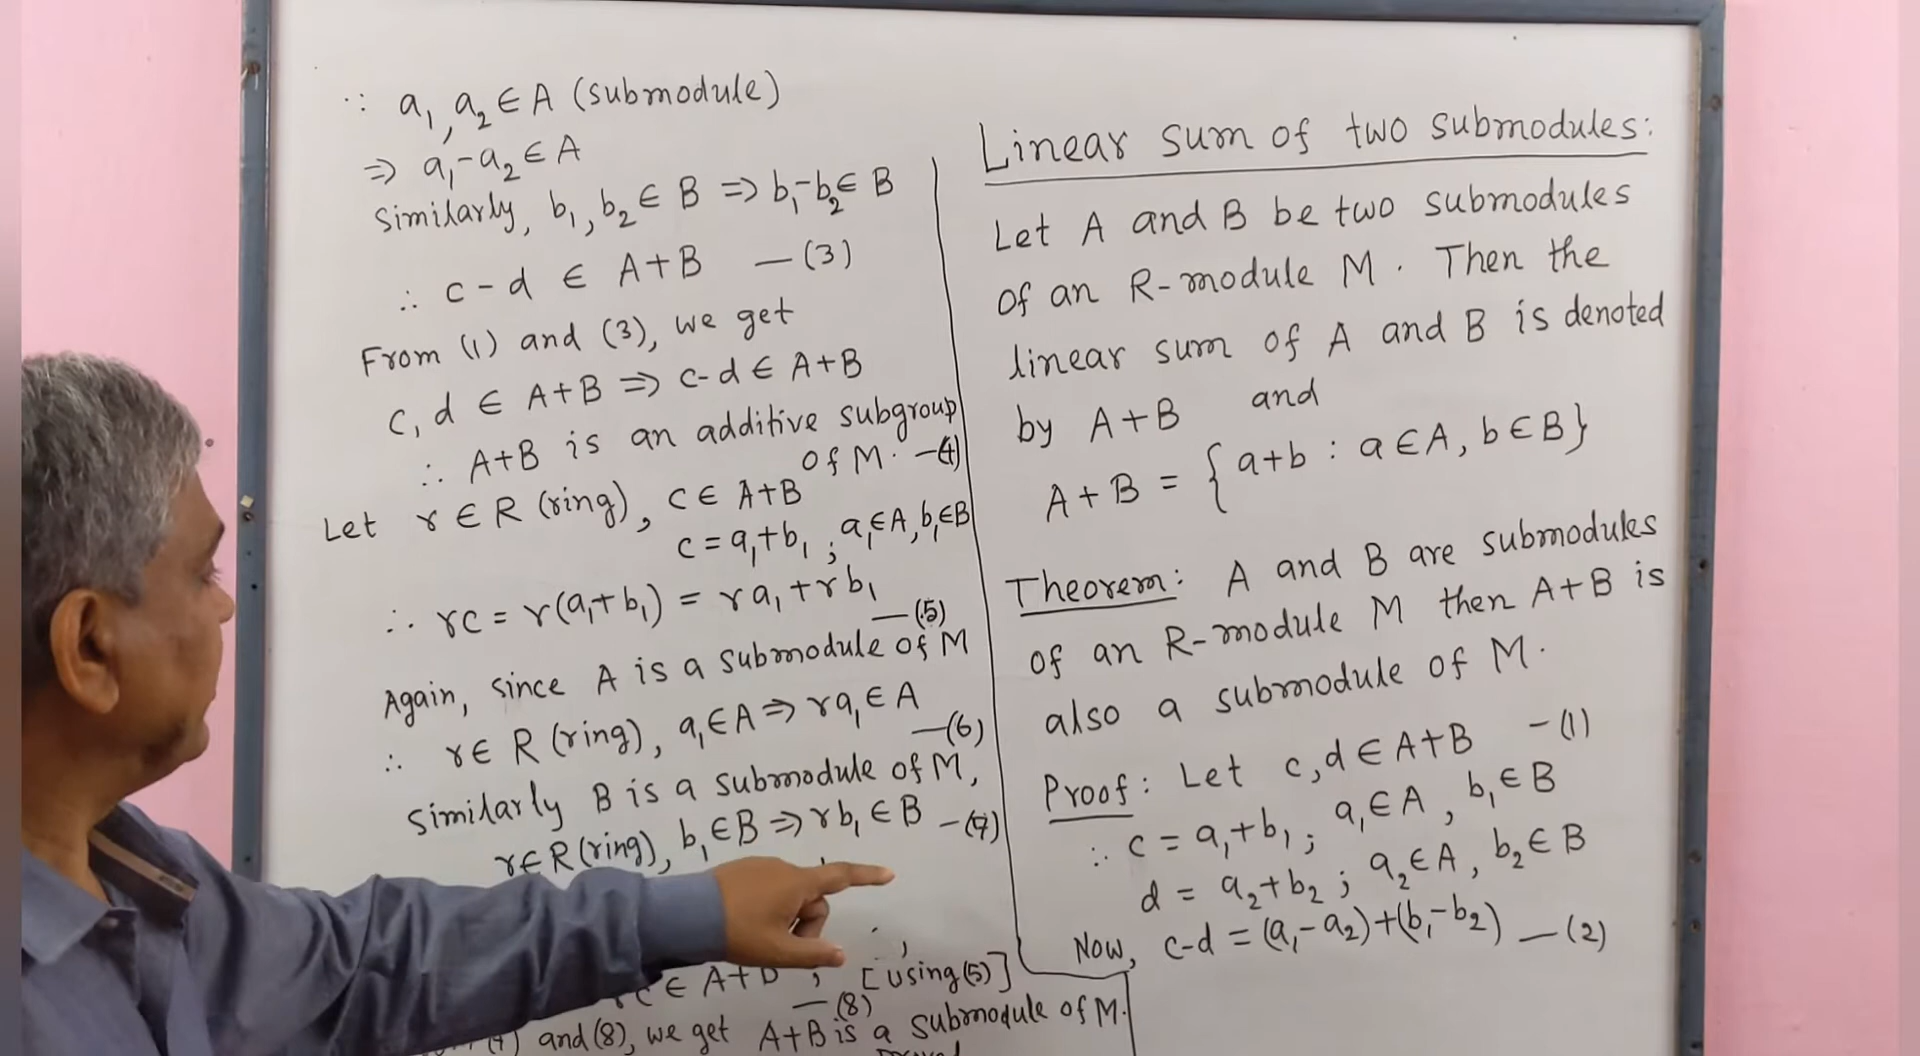 Linear sum of two submodules:
Let A and B be two submodules
of an R-module M. Then the
linear sum of A and B is denoted
by A+B and
A+B = {a+b : a∈A, b∈B}
Theorem: A and B are submodules
of an R-module M then A+B is
also a submodule of M.
Proof: Let c,d ∈ A+B —(1)
∴ c = a₁+b₁; a₁∈A, b₁∈B
d = a₂+b₂; a₂∈A, b₂∈B
Now, c-d = (a₁-a₂)+(b₁-b₂) —(2)
∵ a₁, a₂ ∈ A (submodule)
⇒ a₁-a₂ ∈ A
Similarly, b₁, b₂ ∈ B ⇒ b₁-b₂ ∈ B
∴ c-d ∈ A+B —(3)
From (1) and (3), we get
c, d ∈ A+B ⇒ c-d ∈ A+B
∴ A+B is an additive subgroup
of M. —(4)
Let r∈R (ring), c∈ A+B
c = a₁+b₁; a₁∈A, b₁∈B
∴ rc = r(a₁+b₁) = ra₁+rb₁
—(5)
Again, since A is a submodule of M
∴ r∈ R (ring), a₁∈A ⇒ ra₁∈A
—(6)
Similarly B is a submodule of M,
r∈R(ring), b₁∈B ⇒ rb₁∈B —(7)
rc ∈ A+B, [using(5)]
—(8)
and (8), we get A+B is a submodule of M.